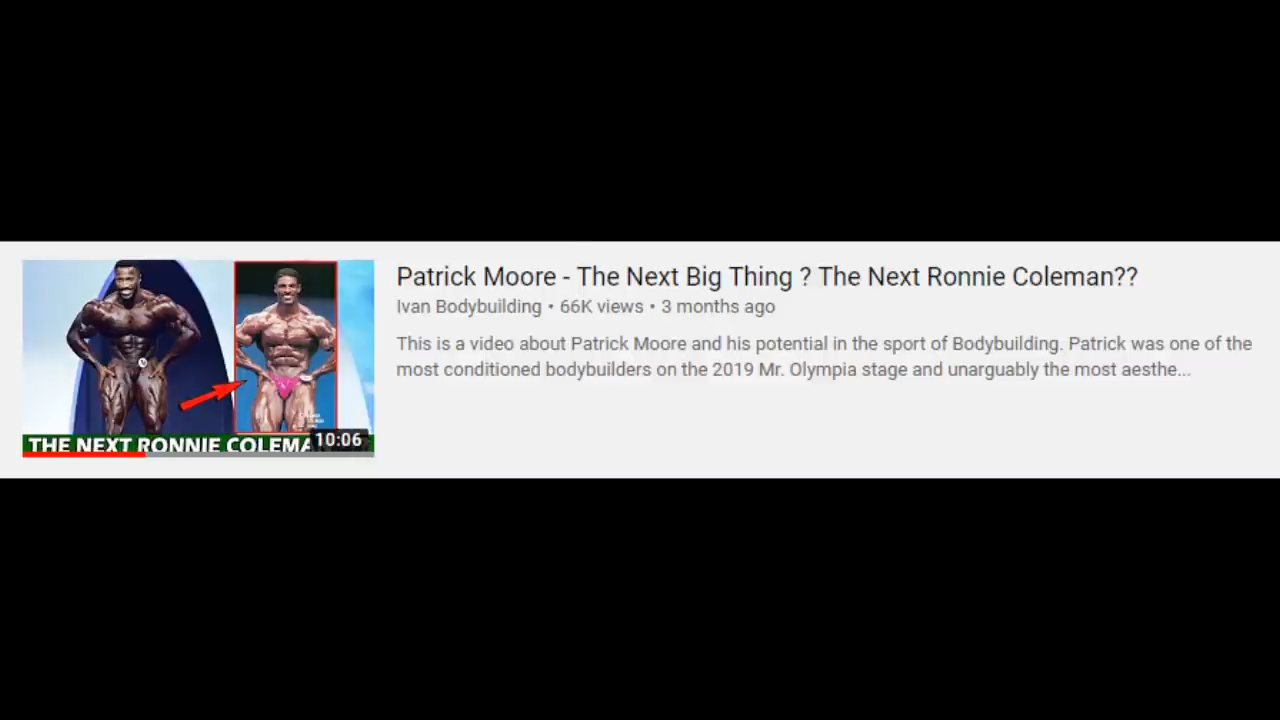 Patrick Moore - The Next Big Thing ? The Next Ronnie Coleman??
Ivan Bodybuilding • 66K views • 3 months ago
This is a video about Patrick Moore and his potential in the sport of Bodybuilding. Patrick was one of the
most conditioned bodybuilders on the 2019 Mr. Olympia stage and unarguably the most aesthe...
THE NEXT RONNIE COLEMA
10:06